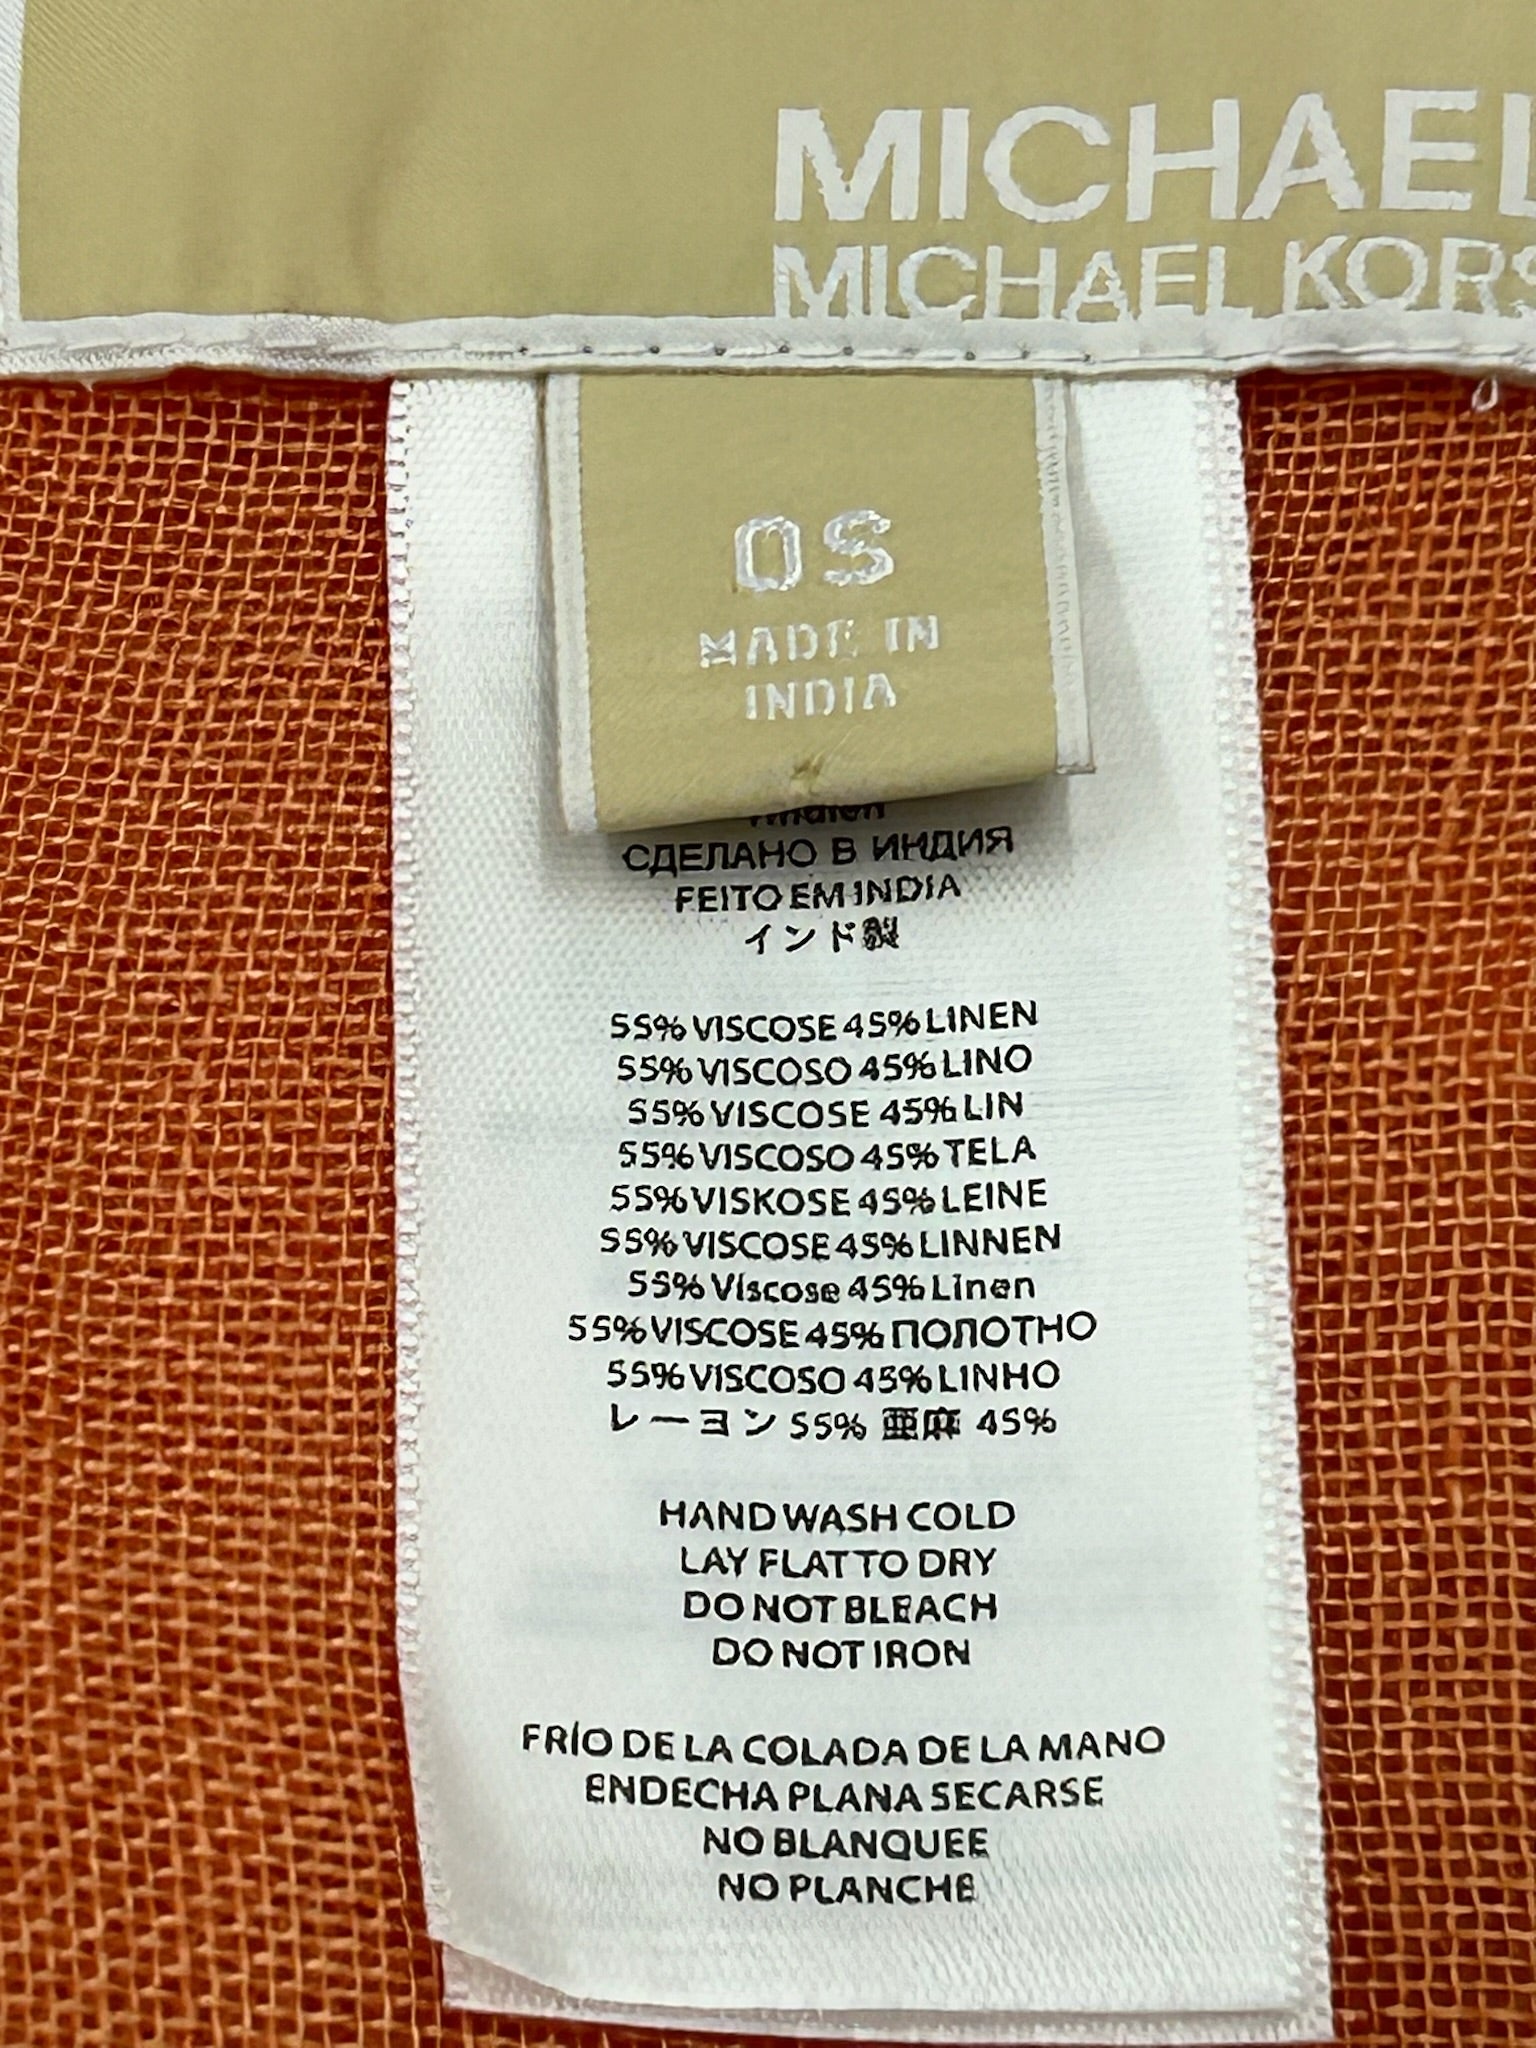 MICHAEL
MICHAEL KORS
OS
MADE IN
INDIA
СДЕЛАНО В ИНДИЯ
FEITO EM INDIA
インド製
55% VISCOSE 45% LINEN
55% VISCOSO 45% LINO
55% VISCOSE 45% LIN
55% VISCOSO 45% TELA
55% VISKOSE 45% LEINE
55% VISCOSE 45% LINNEN
55% Viscose 45% Linen
55% VISCOSE 45% ПОЛОТНО
55% VISCOSO 45% LINHO
レーヨン 55% 亜麻 45%
HAND WASH COLD
LAY FLAT TO DRY
DO NOT BLEACH
DO NOT IRON
FRÍO DE LA COLADA DE LA MANO
ENDECHA PLANA SECARSE
NO BLANQUEE
NO PLANCHE